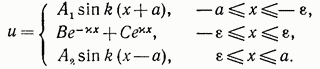 A₁ sin k (x + a), −a ⩽ x ⩽ − ε,
u = { Be^{−ϰx} + Ce^{ϰx}, −ε ⩽ x ⩽ ε,
A₂ sin k (x − a), ε ⩽ x ⩽ a.